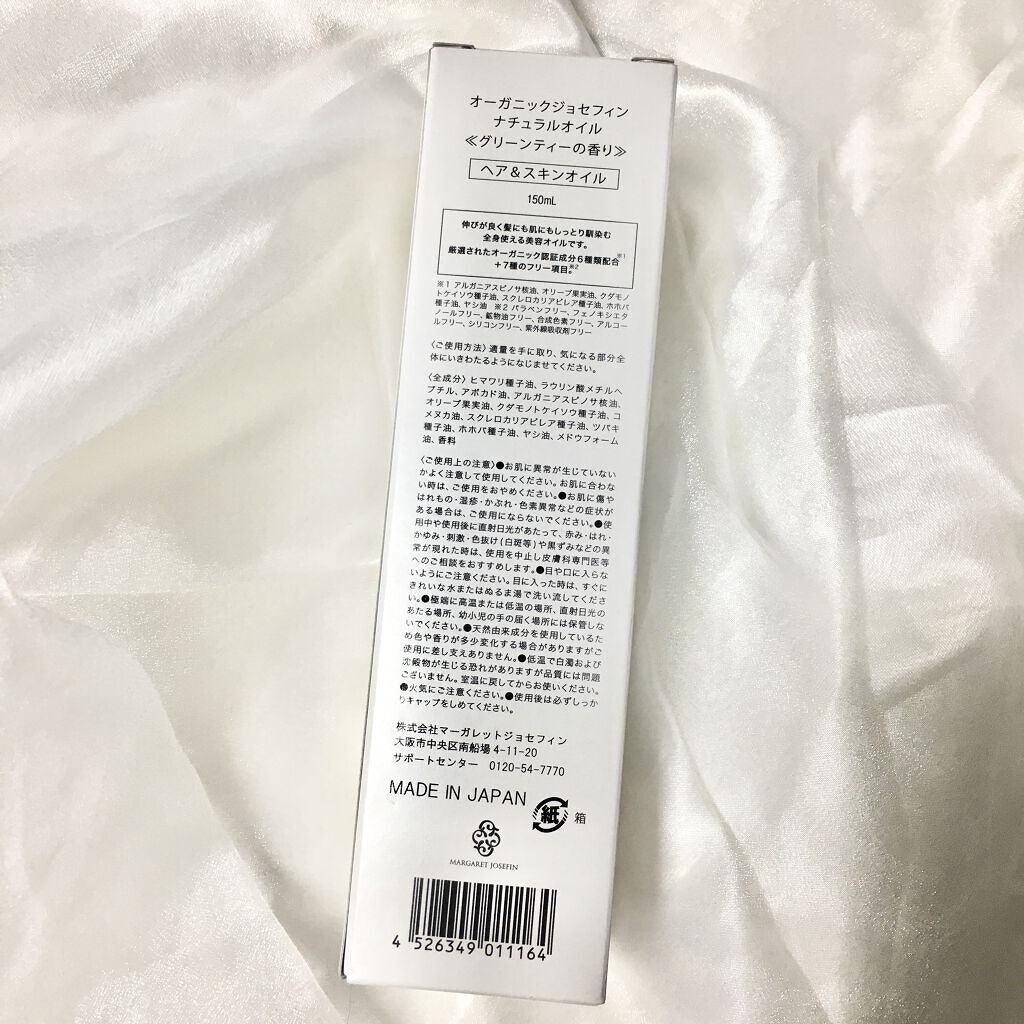 オーガニックジョセフィン
ナチュラルオイル
≪グリーンティーの香り≫
ヘア＆スキンオイル
150mL
伸びが良く髪にも肌にもしっとり馴染む
全身使える美容オイルです。
厳選されたオーガニック認証成分6種類配合※1
＋7種のフリー項目。※2
※1 アルガニアスピノサ核油、オリーブ果実油、クダモノ
トケイソウ種子油、スクレロカリアビレア種子油、ホホバ
種子油、ヤシ油 ※2 パラベンフリー、フェノキシエタ
ノールフリー、鉱物油フリー、合成色素フリー、アルコー
ルフリー、シリコンフリー、紫外線吸収剤フリー
〈ご使用方法〉適量を手に取り、気になる部分全
体にいきわたるようになじませてください。
〈全成分〉ヒマワリ種子油、ラウリン酸メチルヘ
プチル、アボカド油、アルガニアスピノサ核油、
オリーブ果実油、クダモノトケイソウ種子油、コ
メヌカ油、スクレロカリアビレア種子油、ツバキ
種子油、ホホバ種子油、ヤシ油、メドウフォーム
油、香料
〈ご使用上の注意〉●お肌に異常が生じていない
かよく注意して使用してください。お肌に合わな
い時は、ご使用をおやめください。●お肌に傷や
はれもの・湿疹・かぶれ・色素異常などの症状が
ある場合は、ご使用にならないでください。●使
用中や使用後に直射日光があたって、赤み・はれ・
かゆみ・刺激・色抜け(白斑等)や黒ずみなどの異
常が現れた時は、使用を中止し皮膚科専門医等
へのご相談をおすすめします。●目や口に入らな
いようにご注意ください。目に入った時は、すぐに
きれいな水またはぬるま湯で洗い流してくださ
い。●極端に高温または低温の場所、直射日光の
あたる場所、幼小児の手の届く場所には保管しな
いでください。●天然由来成分を使用しているた
め色や香りが多少変化する場合がありますがご
使用に差し支えありません。●低温で白濁および
沈殿物が生じる恐れがありますが品質には問題
ございません。室温に戻してからお使いください。
●火気にご注意ください。●使用後は必ずしっか
りキャップをしめてください。
株式会社マーガレットジョセフィン
大阪市中央区南船場 4-11-20
サポートセンター 0120-54-7770
MADE IN JAPAN 紙 箱
MARGARET JOSEFIN
4 526349 011164